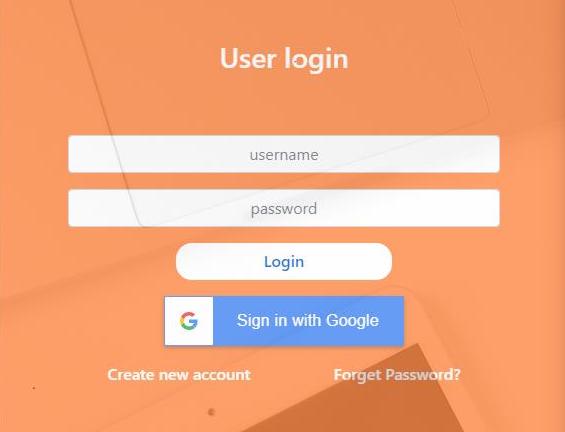 User login
username
password
Login
Sign in with Google
Create new account Forget Password?